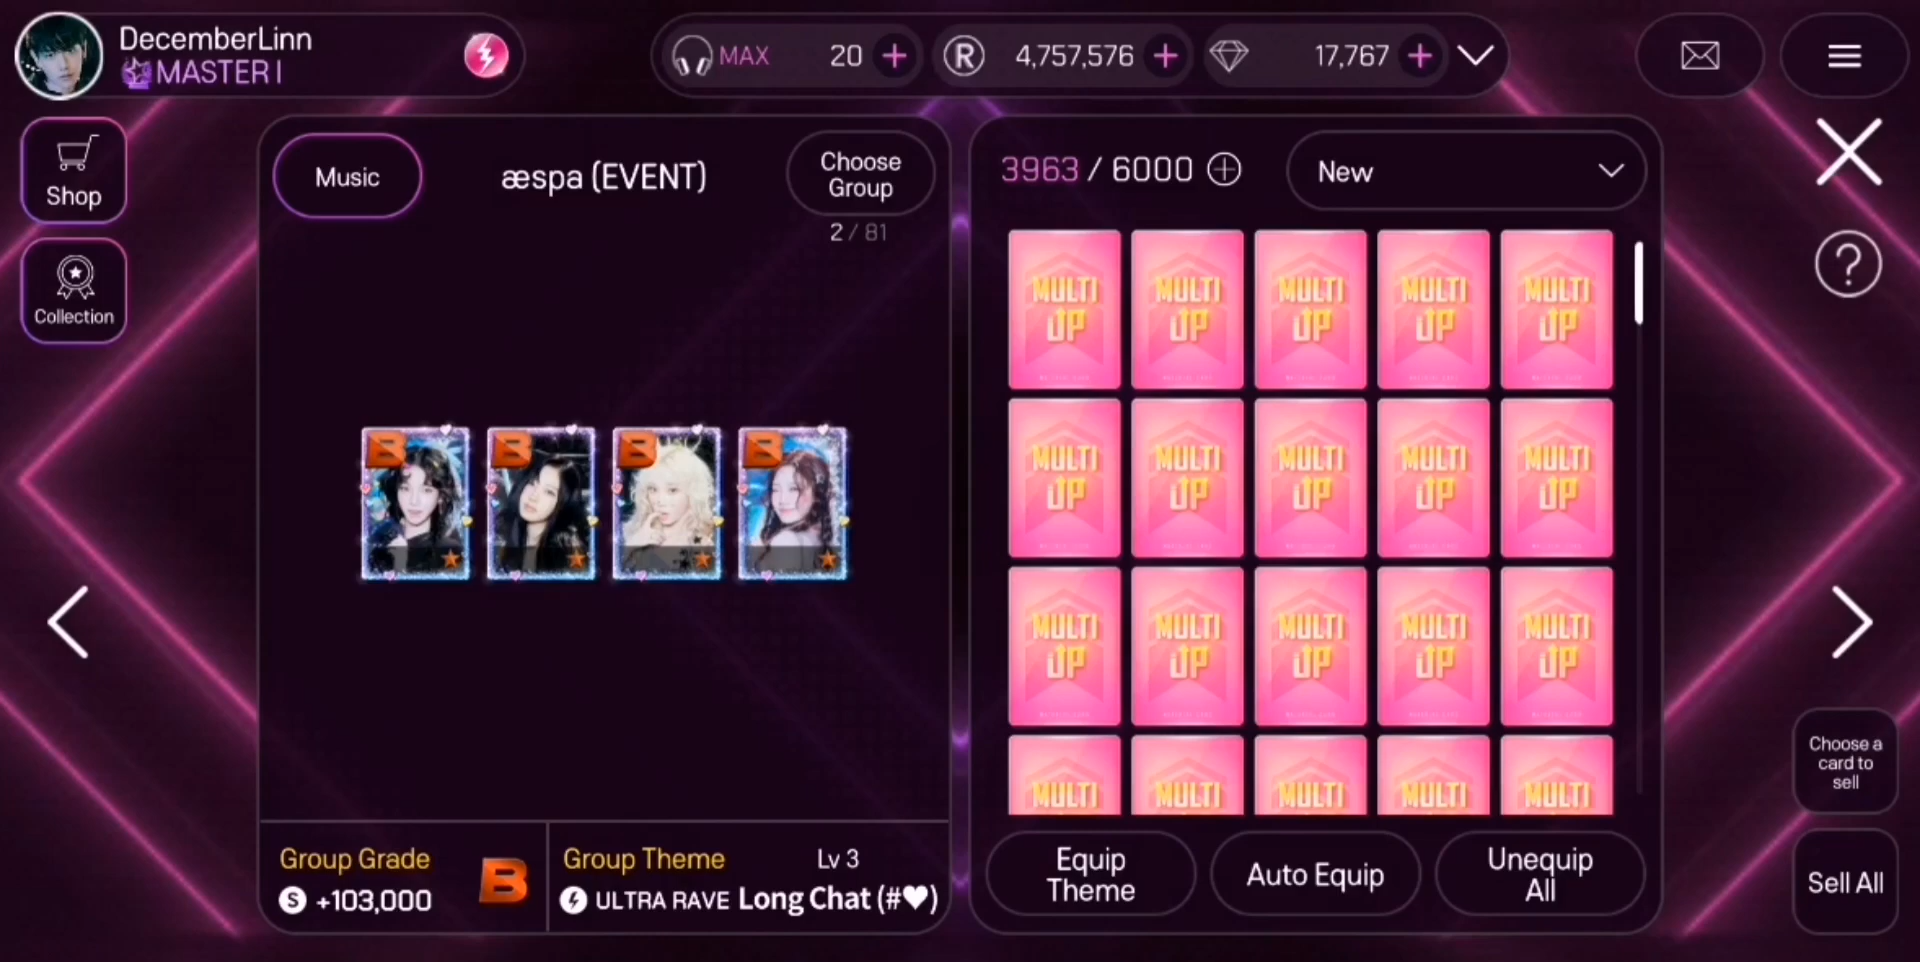 DecemberLinn
MASTER I
MAX 20
R 4,757,576
17,767
Shop
Collection
Music
æspa (EVENT)
Choose
Group
2 / 81
B
B
B
B
Group Grade
S +103,000
B
Group Theme Lv 3
ULTRA RAVE Long Chat (#♥)
3963 / 6000
New
MULTI
UP
MULTI
UP
MULTI
UP
MULTI
UP
MULTI
UP
MULTI
UP
MULTI
UP
MULTI
UP
MULTI
UP
MULTI
UP
MULTI
UP
MULTI
UP
MULTI
UP
MULTI
UP
MULTI
UP
MULTI
MULTI
MULTI
MULTI
MULTI
Equip
Theme
Auto Equip
Unequip
All
?
Choose a
card to
sell
Sell All